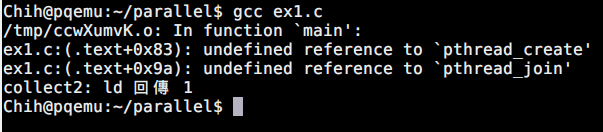 Chih@pqemu:~/parallel$ gcc ex1.c
/tmp/ccwXumvK.o: In function `main':
ex1.c:(.text+0x83): undefined reference to `pthread_create'
ex1.c:(.text+0x9a): undefined reference to `pthread_join'
collect2: ld 回傳 1
Chih@pqemu:~/parallel$